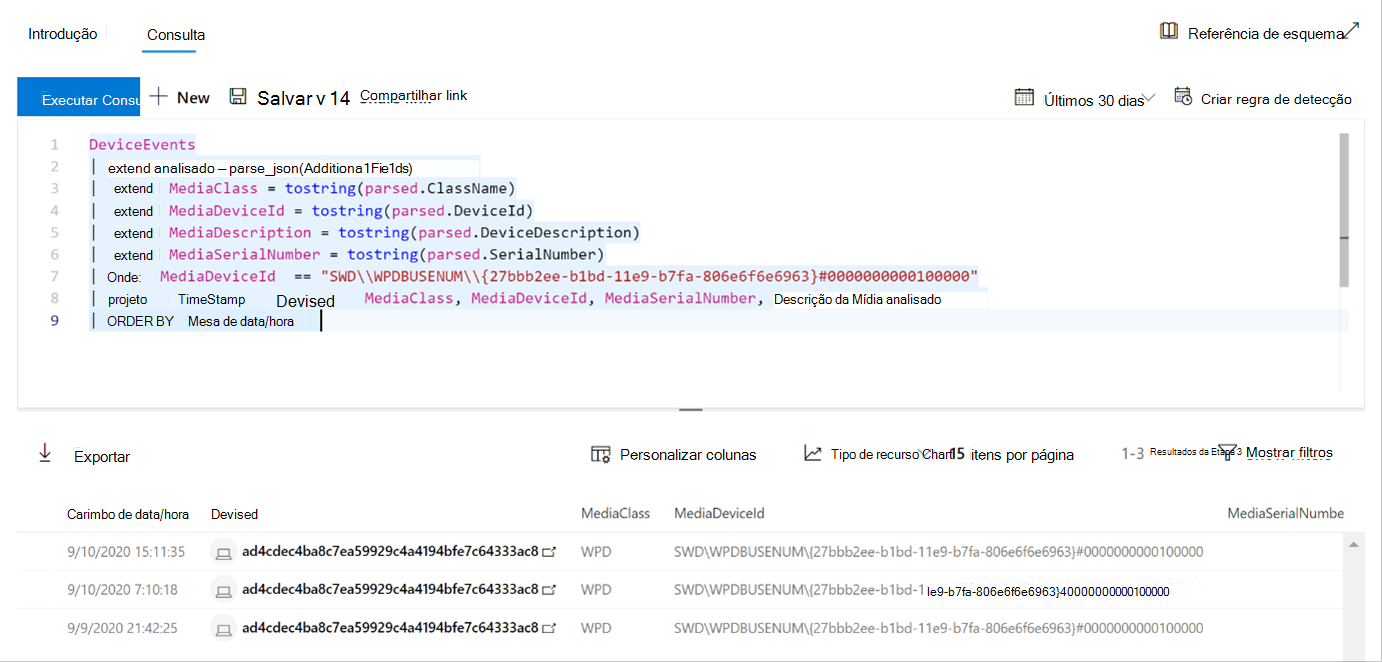 Introdução Consulta Referência de esquema
Executar Consu New Salvar v 14 Compartilhar link Últimos 30 dias Criar regra de detecção
1 DeviceEvents
2 | extend analisado – parse_json(Additiona1Fie1ds)
3 | extend MediaClass = tostring(parsed.ClassName)
4 | extend MediaDeviceId = tostring(parsed.DeviceId)
5 | extend MediaDescription = tostring(parsed.DeviceDescription)
6 | extend MediaSerialNumber = tostring(parsed.SerialNumber)
7 | Onde: MediaDeviceId == "SWD\\WPDBUSENUM\\{27bbb2ee-b1bd-11e9-b7fa-806e6f6e6963}#0000000000100000"
8 | projeto TimeStamp Devised MediaClass, MediaDeviceId, MediaSerialNumber, Descrição da Mídia analisado
9 | ORDER BY Mesa de data/hora
Exportar Personalizar colunas Tipo de recurso Chart 15 itens por página 1-3 Resultados da Etapa 3 Mostrar filtros
Carimbo de data/hora Devised MediaClass MediaDeviceId MediaSerialNumbe
9/10/2020 15:11:35 ad4cdec4ba8c7ea59929c4a4194bfe7c64333ac8 WPD SWD\WPDBUSENUM\{27bbb2ee-b1bd-11e9-b7fa-806e6f6e6963}#0000000000100000
9/10/2020 7:10:18 ad4cdec4ba8c7ea59929c4a4194bfe7c64333ac8 WPD SWD\WPDBUSENUM\{27bbb2ee-b1bd-1 le9-b7fa-806e6f6e6963}40000000000100000
9/9/2020 21:42:25 ad4cdec4ba8c7ea59929c4a4194bfe7c64333ac8 WPD SWD\WPDBUSENUM\{27bbb2ee-b1bd-11e9-b7fa-806e6f6e6963}#0000000000100000